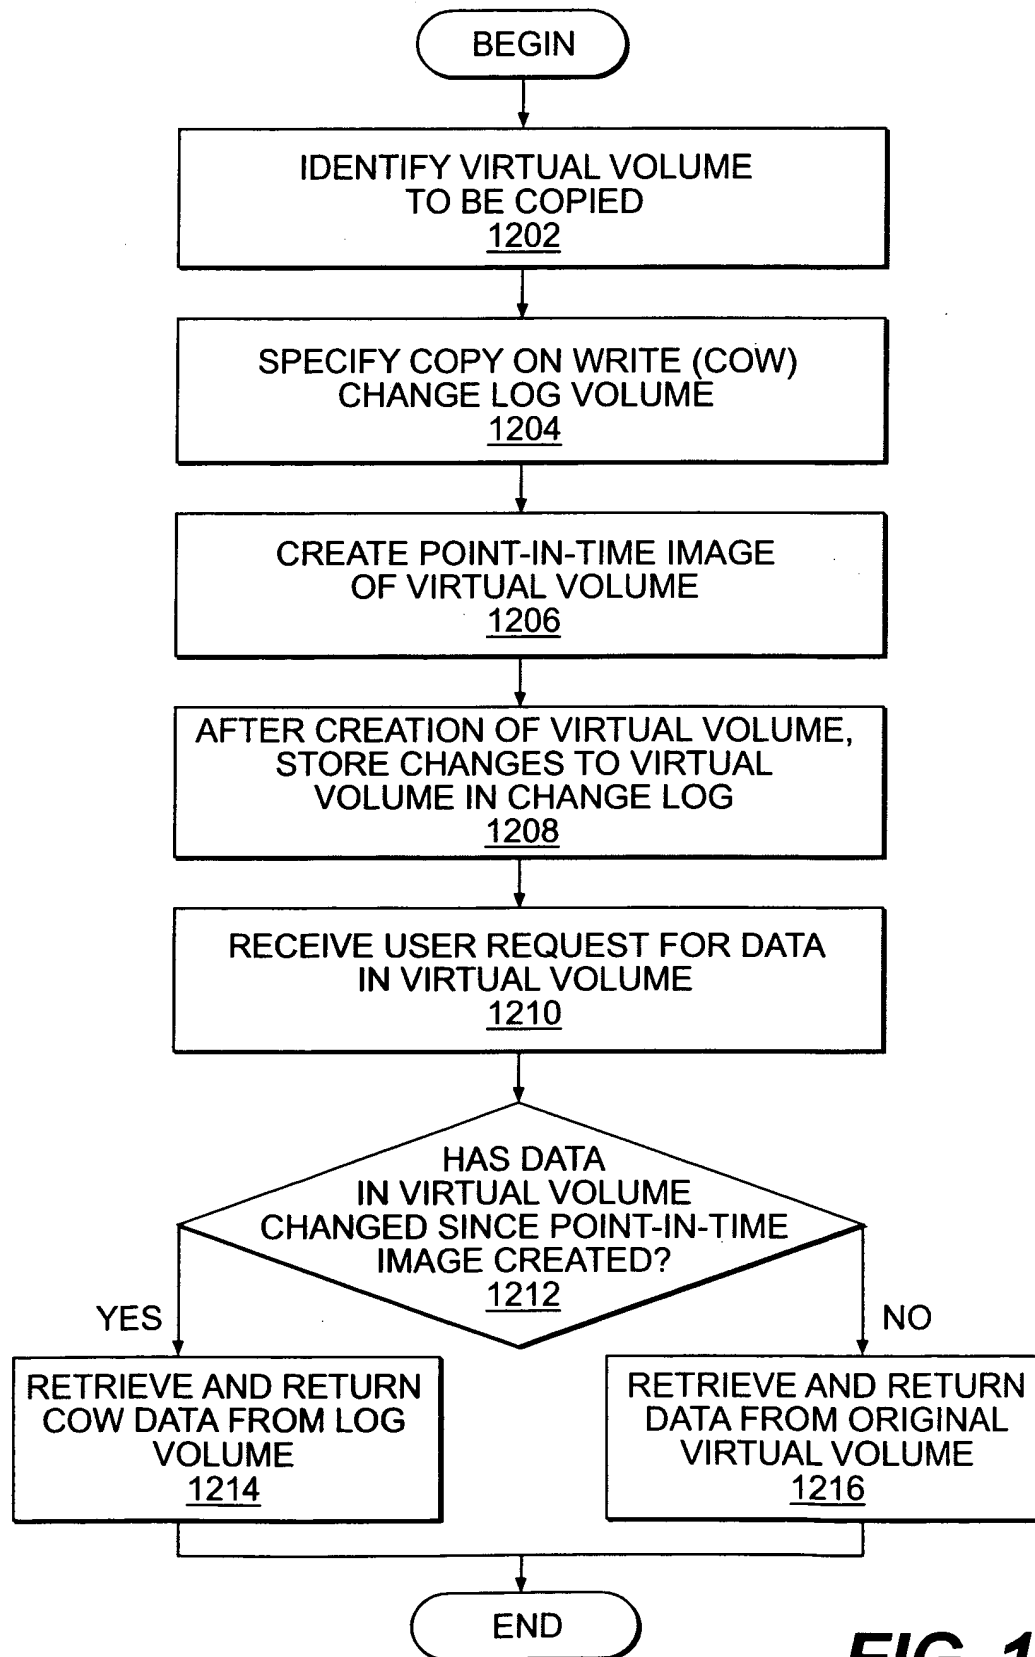 BEGIN
IDENTIFY VIRTUAL VOLUME
TO BE COPIED
1202
SPECIFY COPY ON WRITE (COW)
CHANGE LOG VOLUME
1204
CREATE POINT-IN-TIME IMAGE
OF VIRTUAL VOLUME
1206
AFTER CREATION OF VIRTUAL VOLUME,
STORE CHANGES TO VIRTUAL
VOLUME IN CHANGE LOG
1208
RECEIVE USER REQUEST FOR DATA
IN VIRTUAL VOLUME
1210
HAS DATA
IN VIRTUAL VOLUME
CHANGED SINCE POINT-IN-TIME
IMAGE CREATED?
1212
YES
NO
RETRIEVE AND RETURN
COW DATA FROM LOG
VOLUME
1214
RETRIEVE AND RETURN
DATA FROM ORIGINAL
VIRTUAL VOLUME
1216
END
FIG. 1